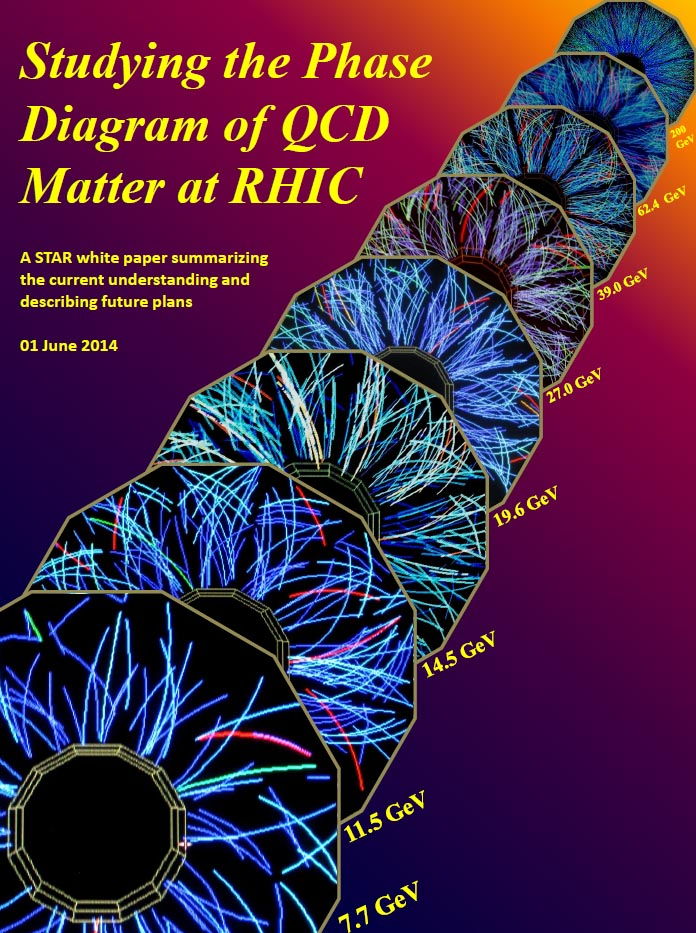 Studying the Phase
Diagram of QCD
Matter at RHIC
A STAR white paper summarizing
the current understanding and
describing future plans
01 June 2014
200
GeV
62.4 GeV
39.0 GeV
27.0 GeV
19.6 GeV
14.5 GeV
11.5 GeV
7.7 GeV